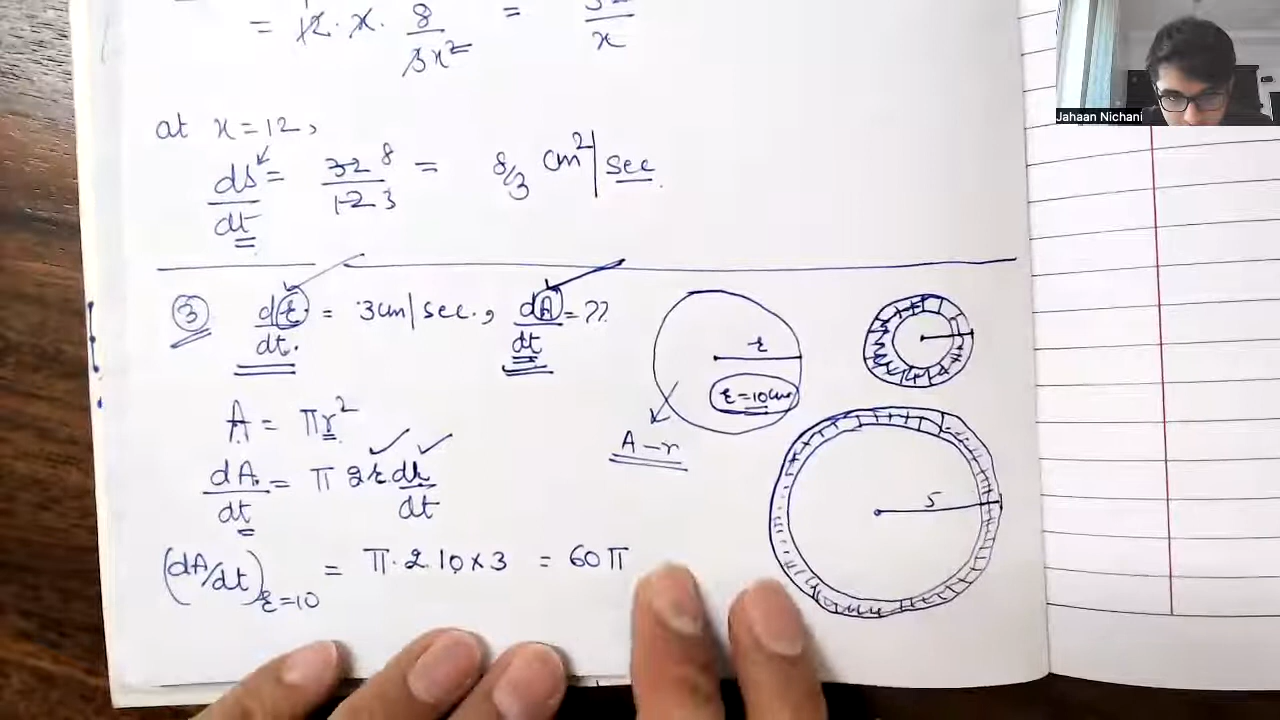 = 12 · x · 8/3x² = 32/x
at x = 12,
ds/dt = 32 8/12 3 = 8/3 cm²/sec.
③ dr/dt. = 3cm/sec., dA/dt = ??
r
r=10cm
A = πr²
A – r
dA/dt = π 2r. dr/dt
5
(dA/dt) r=10 = π·2.10×3 = 60π
Jahaan Nichani